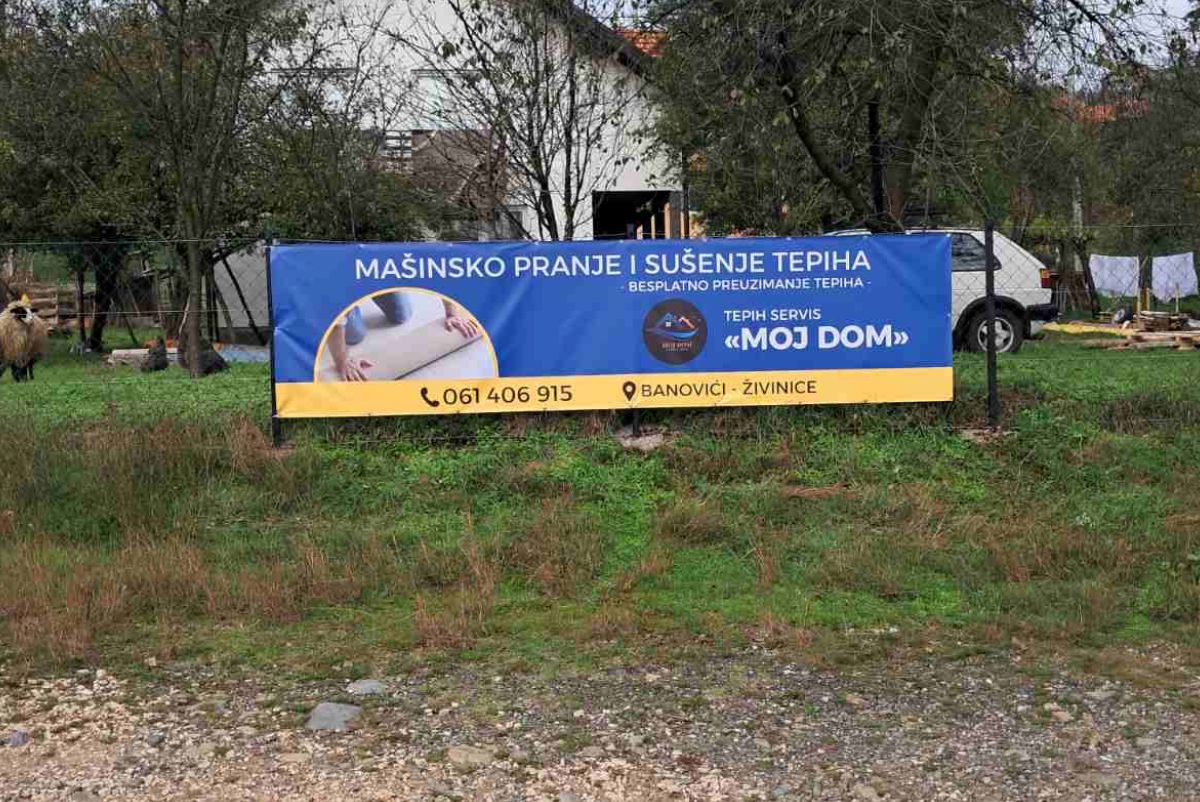 MAŠINSKO PRANJE I SUŠENJE TEPIHA
- BESPLATNO PREUZIMANJE TEPIHA -
TEPIH SERVIS
«MOJ DOM»
061 406 915
BANOVIĆI - ŽIVINICE